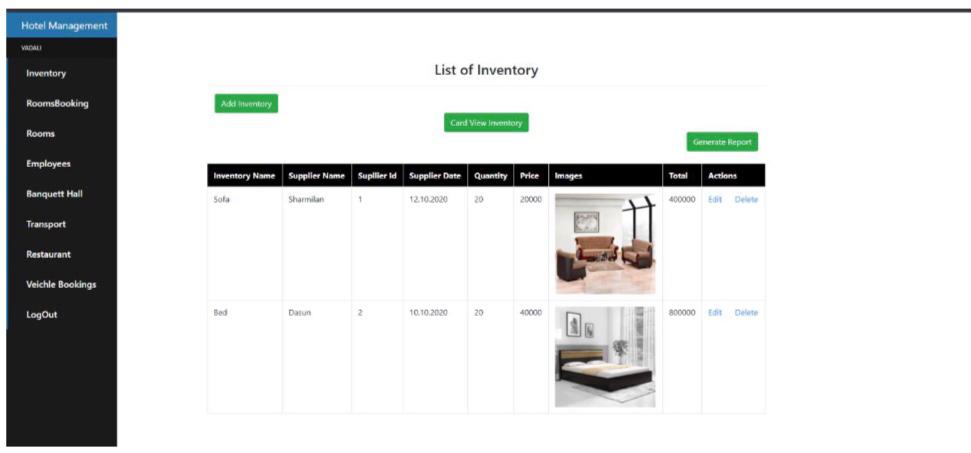 Hotel Management
VADALI
Inventory
RoomsBooking
Rooms
Employees
Banquett Hall
Transport
Restaurant
Veichle Bookings
LogOut
List of Inventory
Add Inventory
Card View Inventory
Generate Report
Inventory Name Supplier Name Supllier Id Supplier Date Quantity Price Images Total Actions
Sofa Sharmilan 1 12.10.2020 20 20000 400000 Edit Delete
Bed Dasun 2 10.10.2020 20 40000 800000 Edit Delete